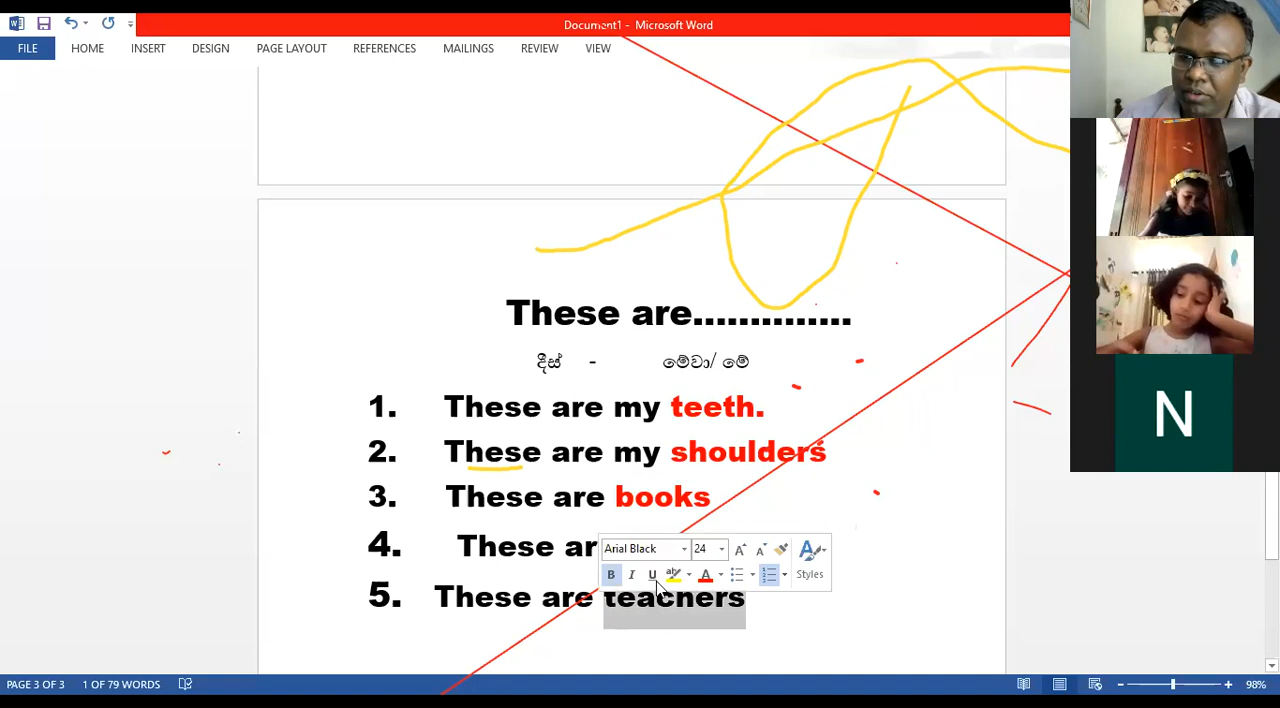 Document1 - Microsoft Word
FILE HOME INSERT DESIGN PAGE LAYOUT REFERENCES MAILINGS REVIEW VIEW
These are..............
දීස් - මේවා/ මේ
1. These are my teeth.
2. These are my shoulders
3. These are books
4. These ar
Arial Black 24
Styles
5. These are teachers
N
PAGE 3 OF 3 1 OF 79 WORDS 98%